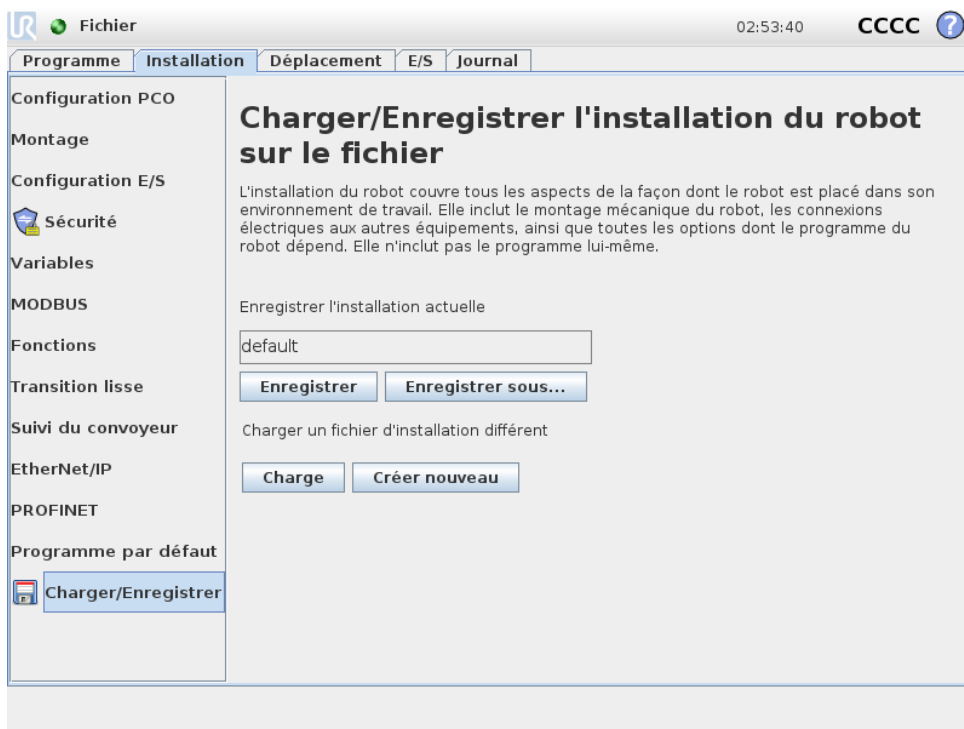 UR Fichier 02:53:40 CCCC ?
Programme Installation Déplacement E/S Journal
Configuration PCO
Montage
Configuration E/S
Sécurité
Variables
MODBUS
Fonctions
Transition lisse
Suivi du convoyeur
EtherNet/IP
PROFINET
Programme par défaut
Charger/Enregistrer
Charger/Enregistrer l'installation du robot
sur le fichier
L'installation du robot couvre tous les aspects de la façon dont le robot est placé dans son
environnement de travail. Elle inclut le montage mécanique du robot, les connexions
électriques aux autres équipements, ainsi que toutes les options dont le programme du
robot dépend. Elle n'inclut pas le programme lui-même.
Enregistrer l'installation actuelle
default
Enregistrer Enregistrer sous...
Charger un fichier d'installation différent
Charge Créer nouveau